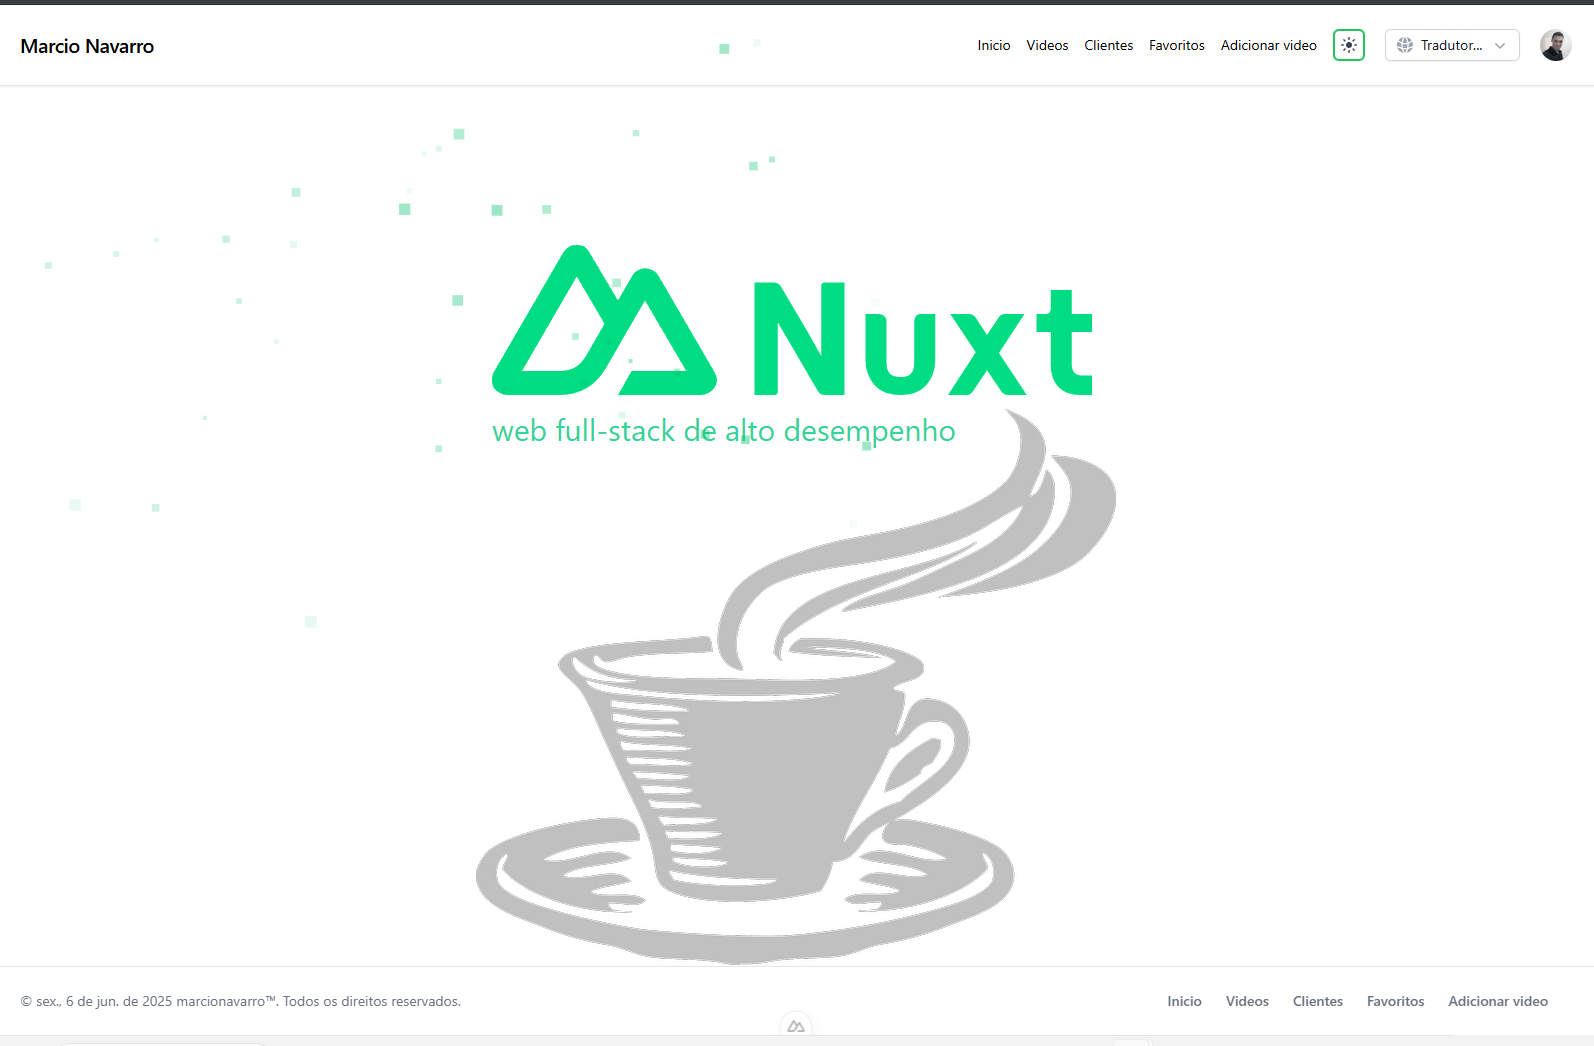 Marcio Navarro
Inicio Videos Clientes Favoritos Adicionar video Tradutor...
Nuxt
web full-stack de alto desempenho
© sex., 6 de jun. de 2025 marcionavarro™. Todos os direitos reservados.
Inicio Videos Clientes Favoritos Adicionar video